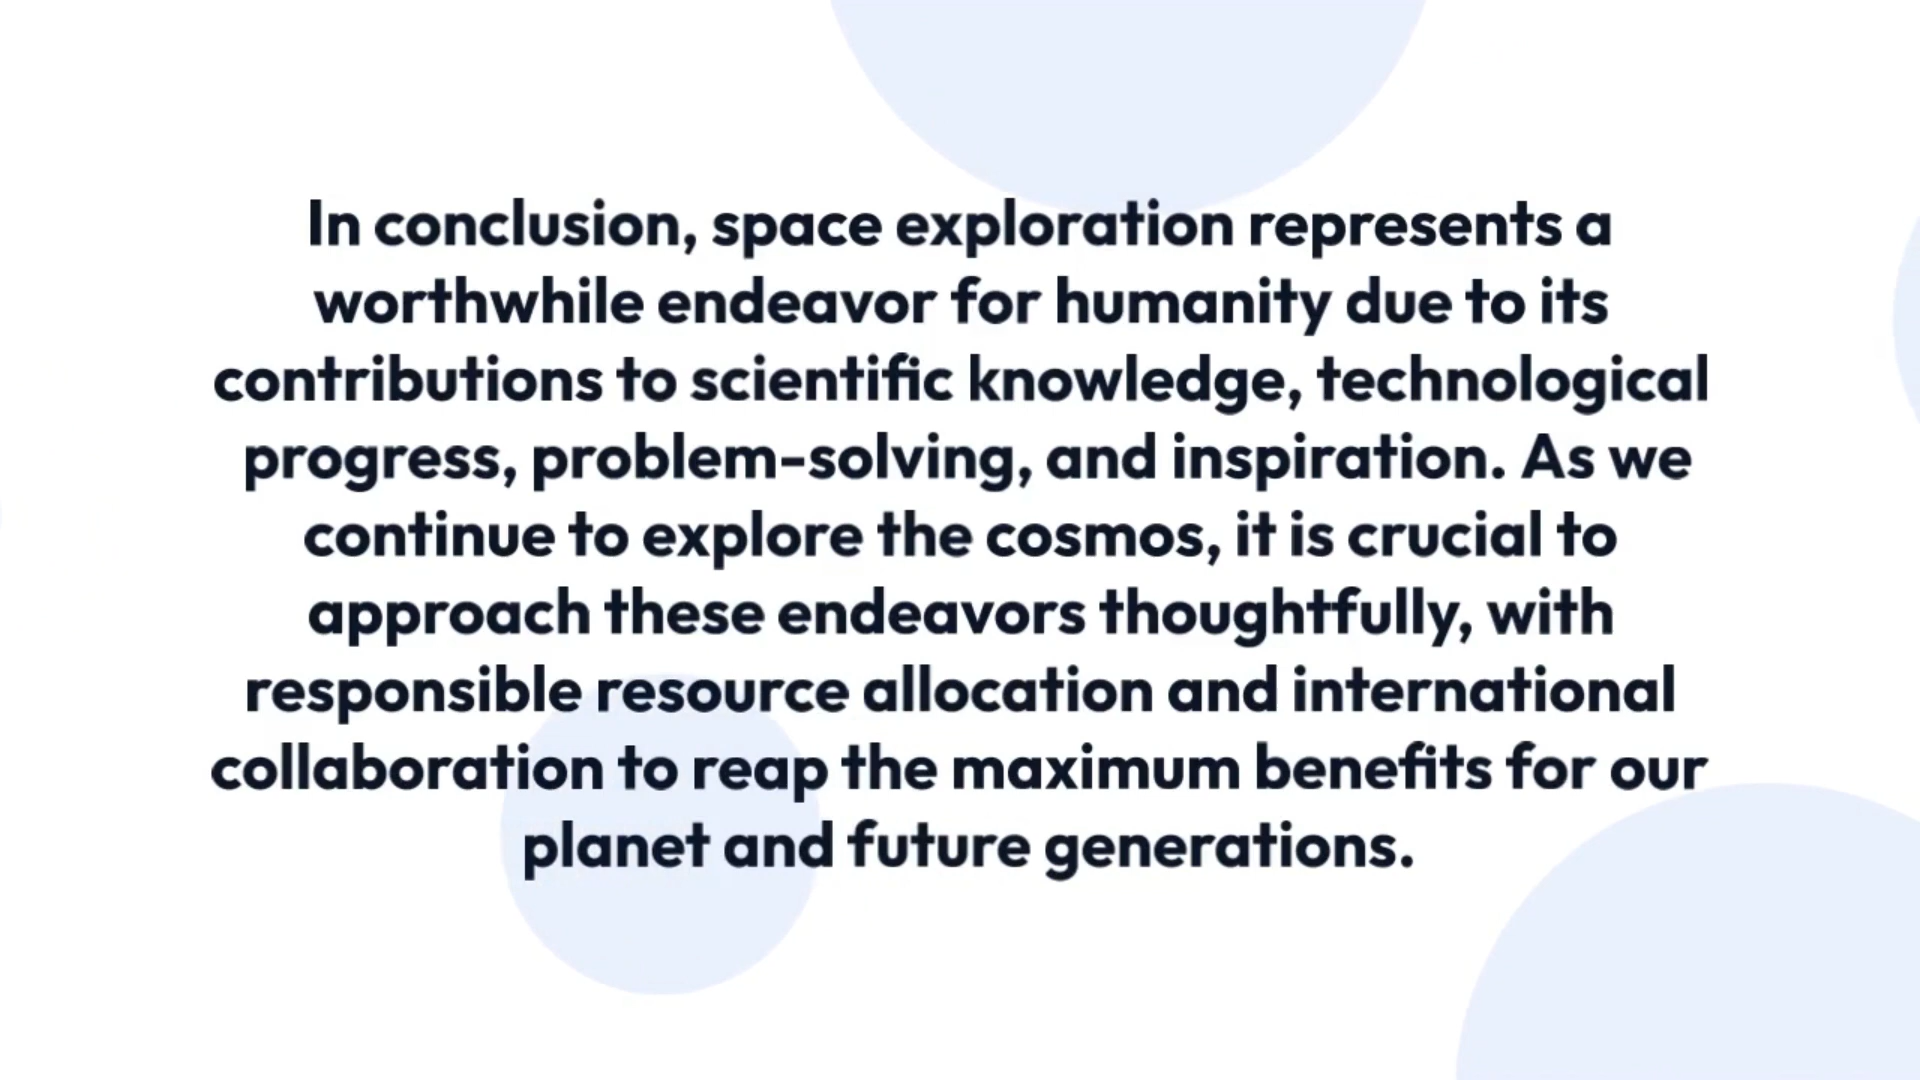 In conclusion, space exploration represents a
worthwhile endeavor for humanity due to its
contributions to scientific knowledge, technological
progress, problem-solving, and inspiration. As we
continue to explore the cosmos, it is crucial to
approach these endeavors thoughtfully, with
responsible resource allocation and international
collaboration to reap the maximum benefits for our
planet and future generations.